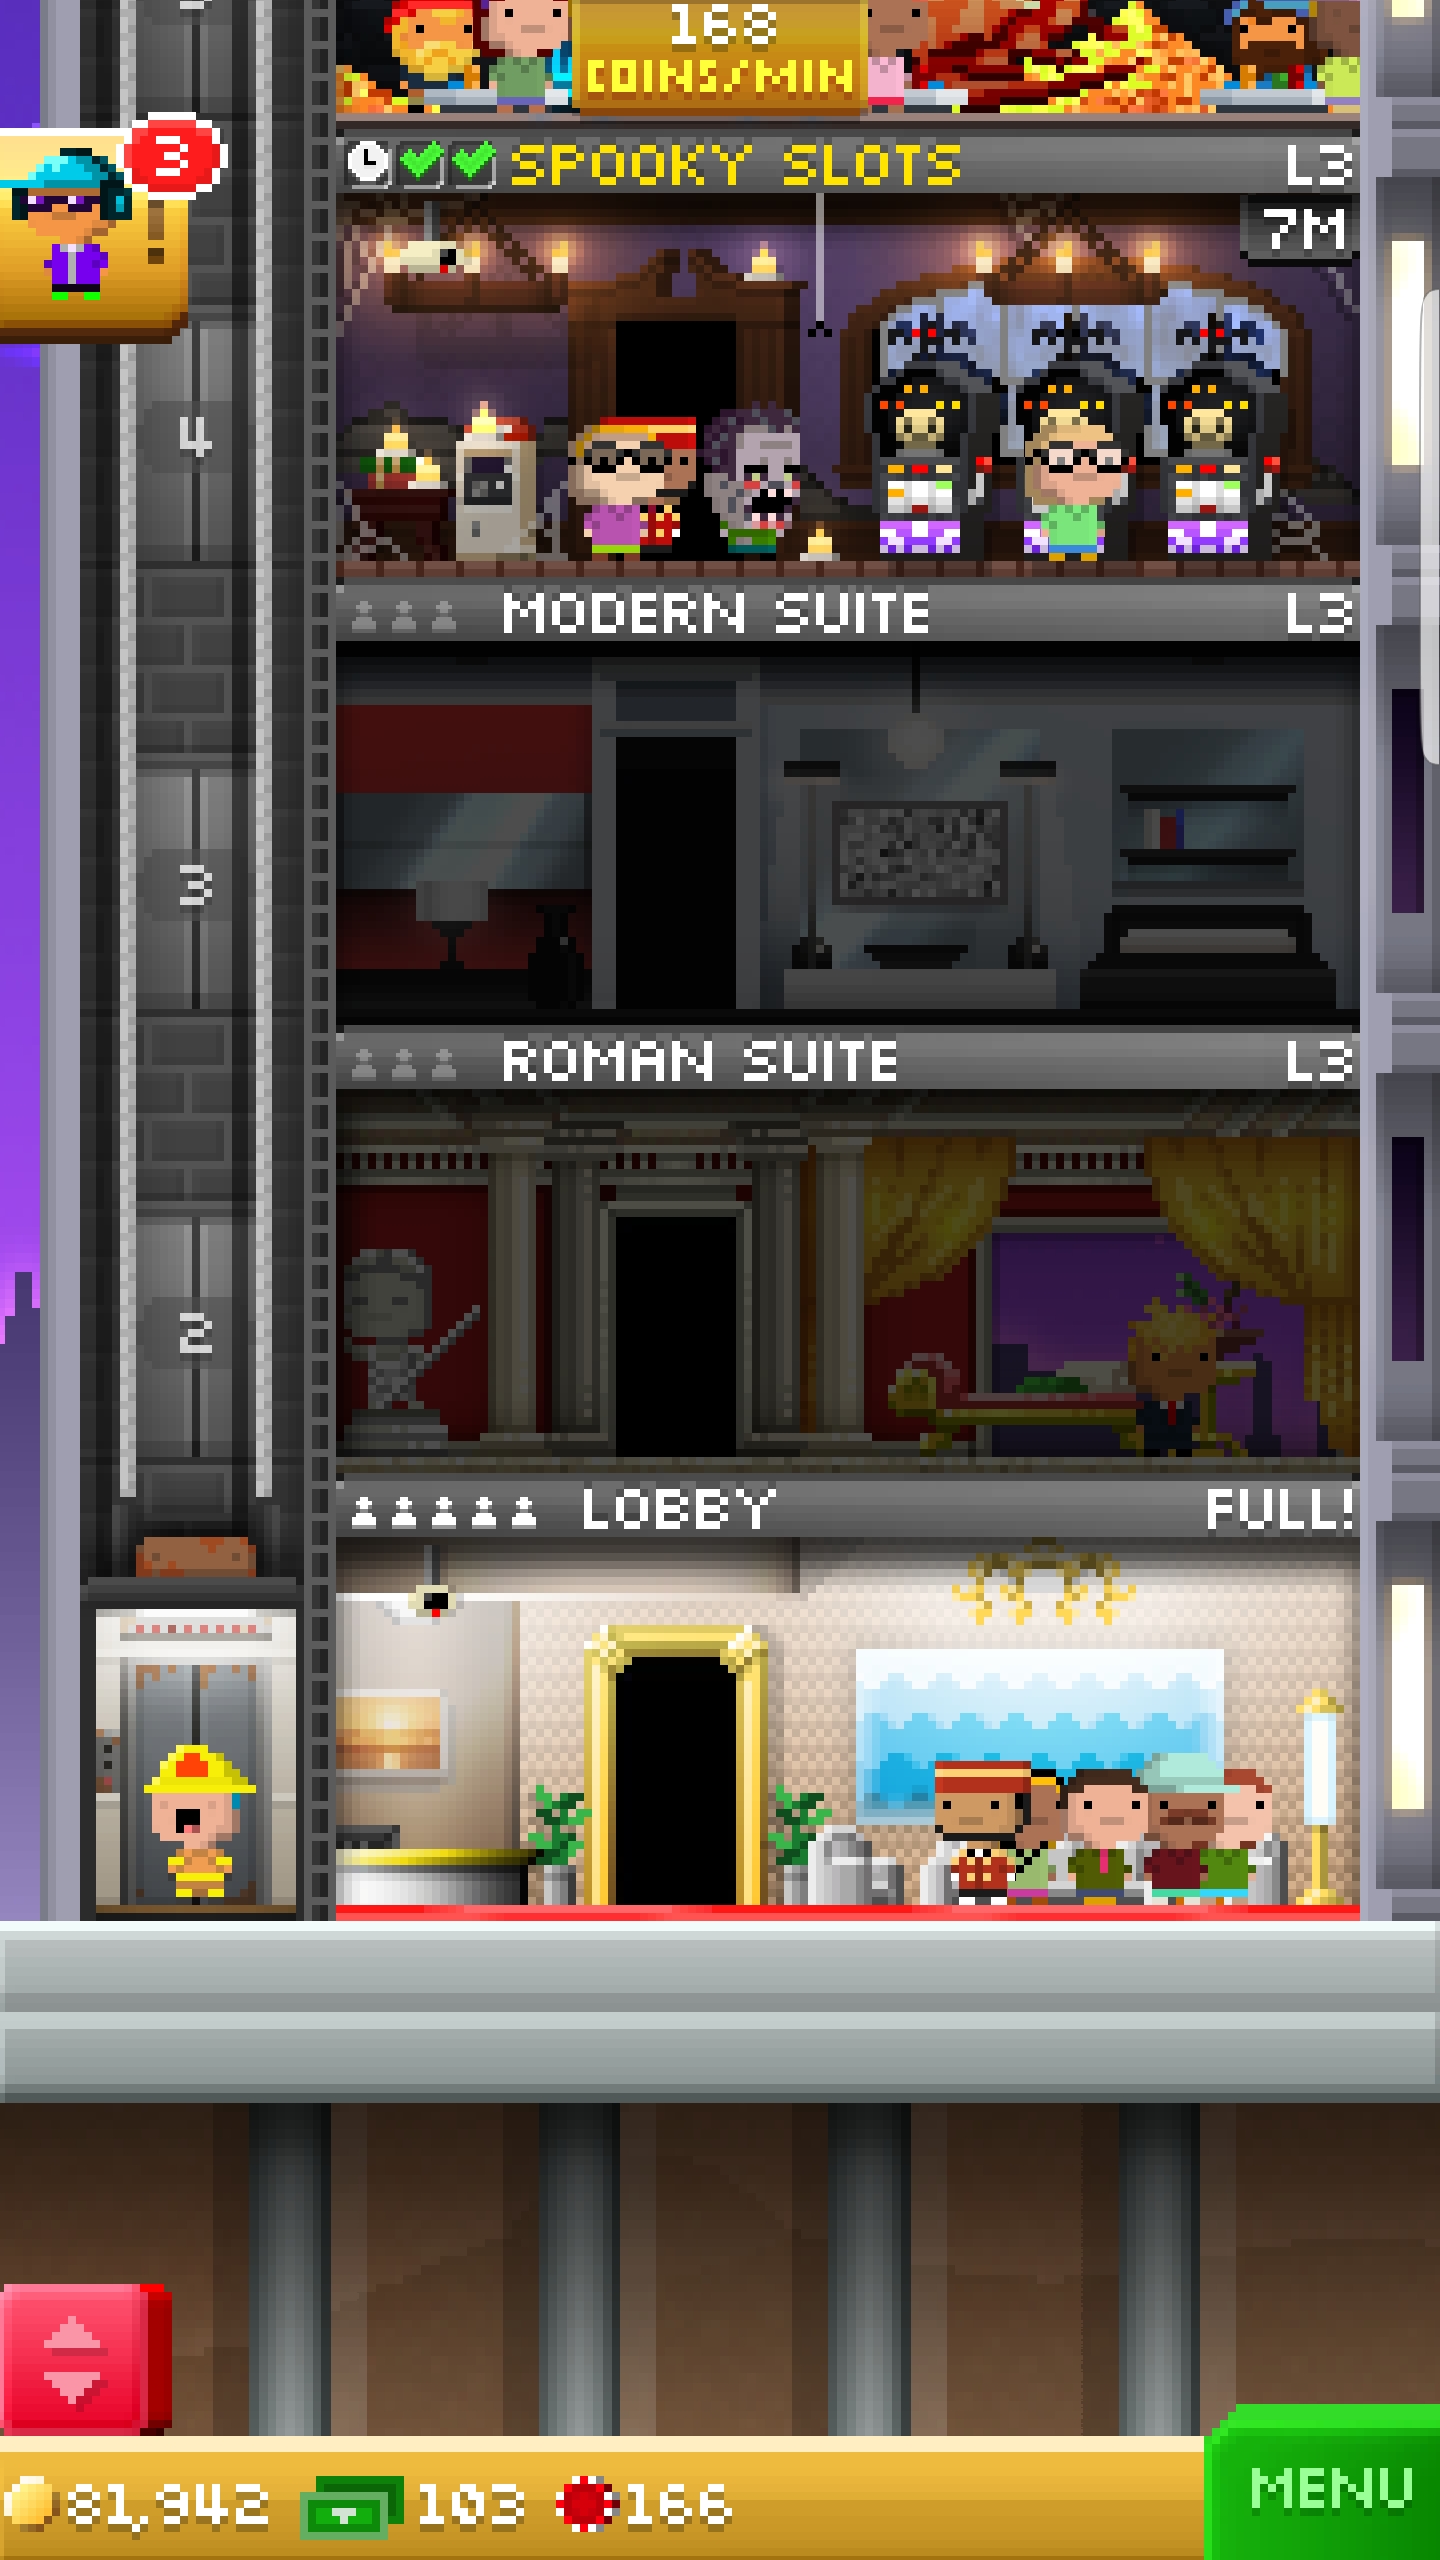 168
COINS/MIN
3
SPOOKY SLOTS L3
7M
4
MODERN SUITE L3
3
ROMAN SUITE L3
2
LOBBY FULL!
81,942 103 166
MENU